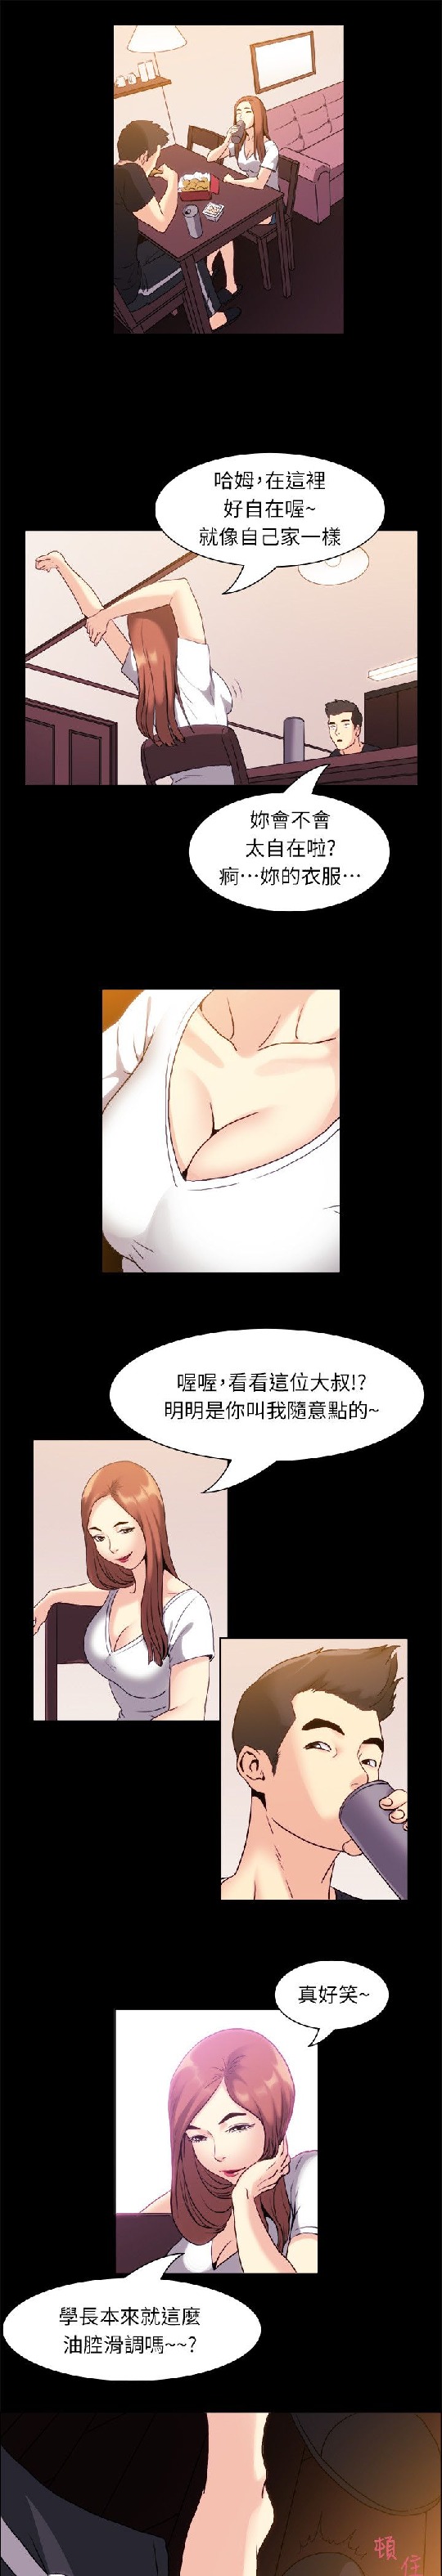 哈姆,在這裡
好自在喔~
就像自己家一樣
妳會不會
太自在啦?
痾…妳的衣服…
喔喔,看看這位大叔!?
明明是你叫我隨意點的~
真好笑~
學長本來就這麼
油腔滑調嗎~~?
頓
住